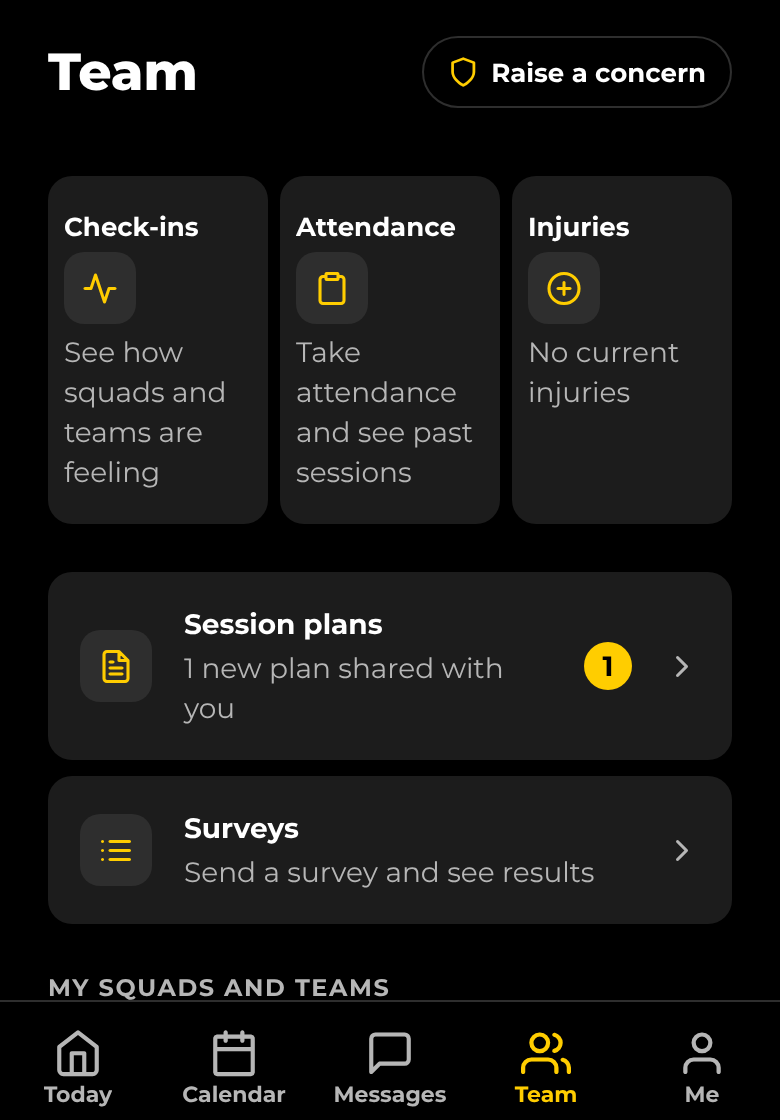 Team
Raise a concern
Check-ins
See how
squads and
teams are
feeling
Attendance
Take
attendance
and see past
sessions
Injuries
No current
injuries
Session plans
1 new plan shared with
you
1
Surveys
Send a survey and see results
MY SQUADS AND TEAMS
Today
Calendar
Messages
Team
Me